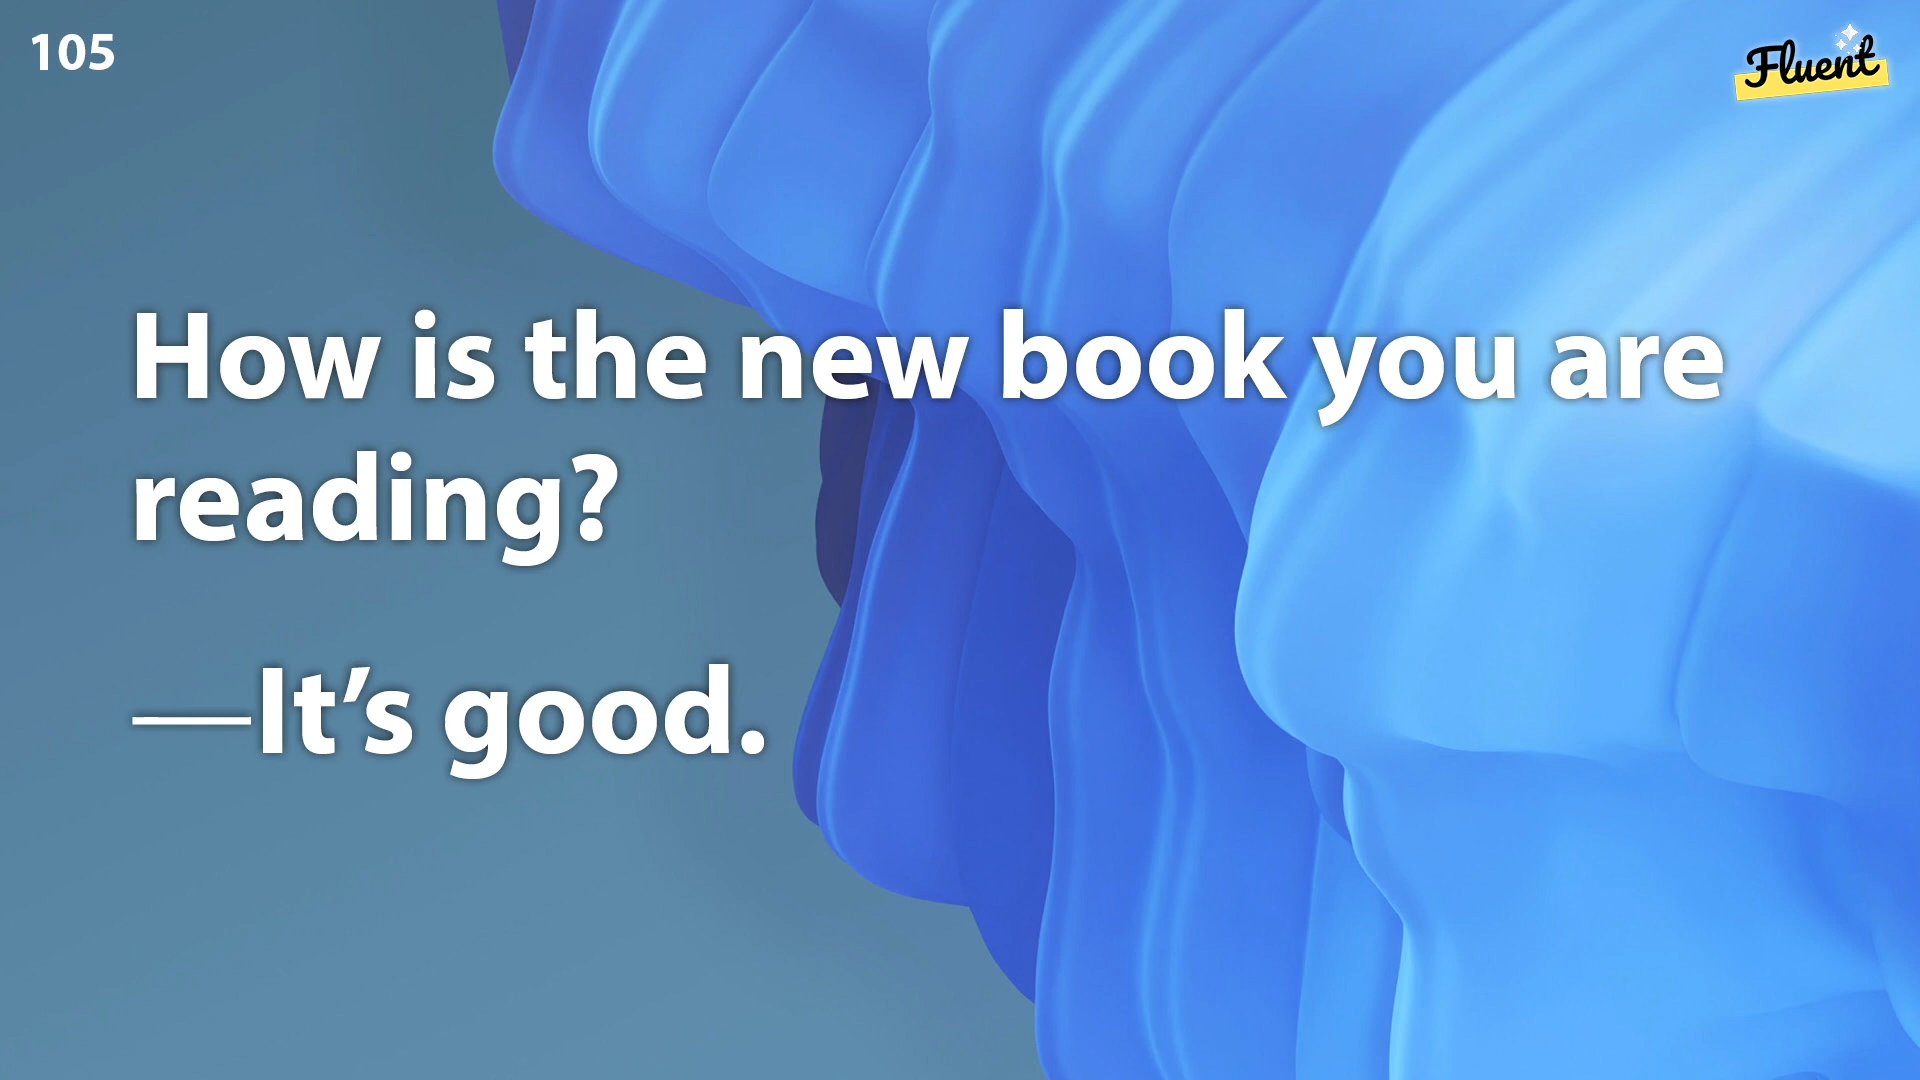 105
Fluent
How is the new book you are
reading?
—It’s good.